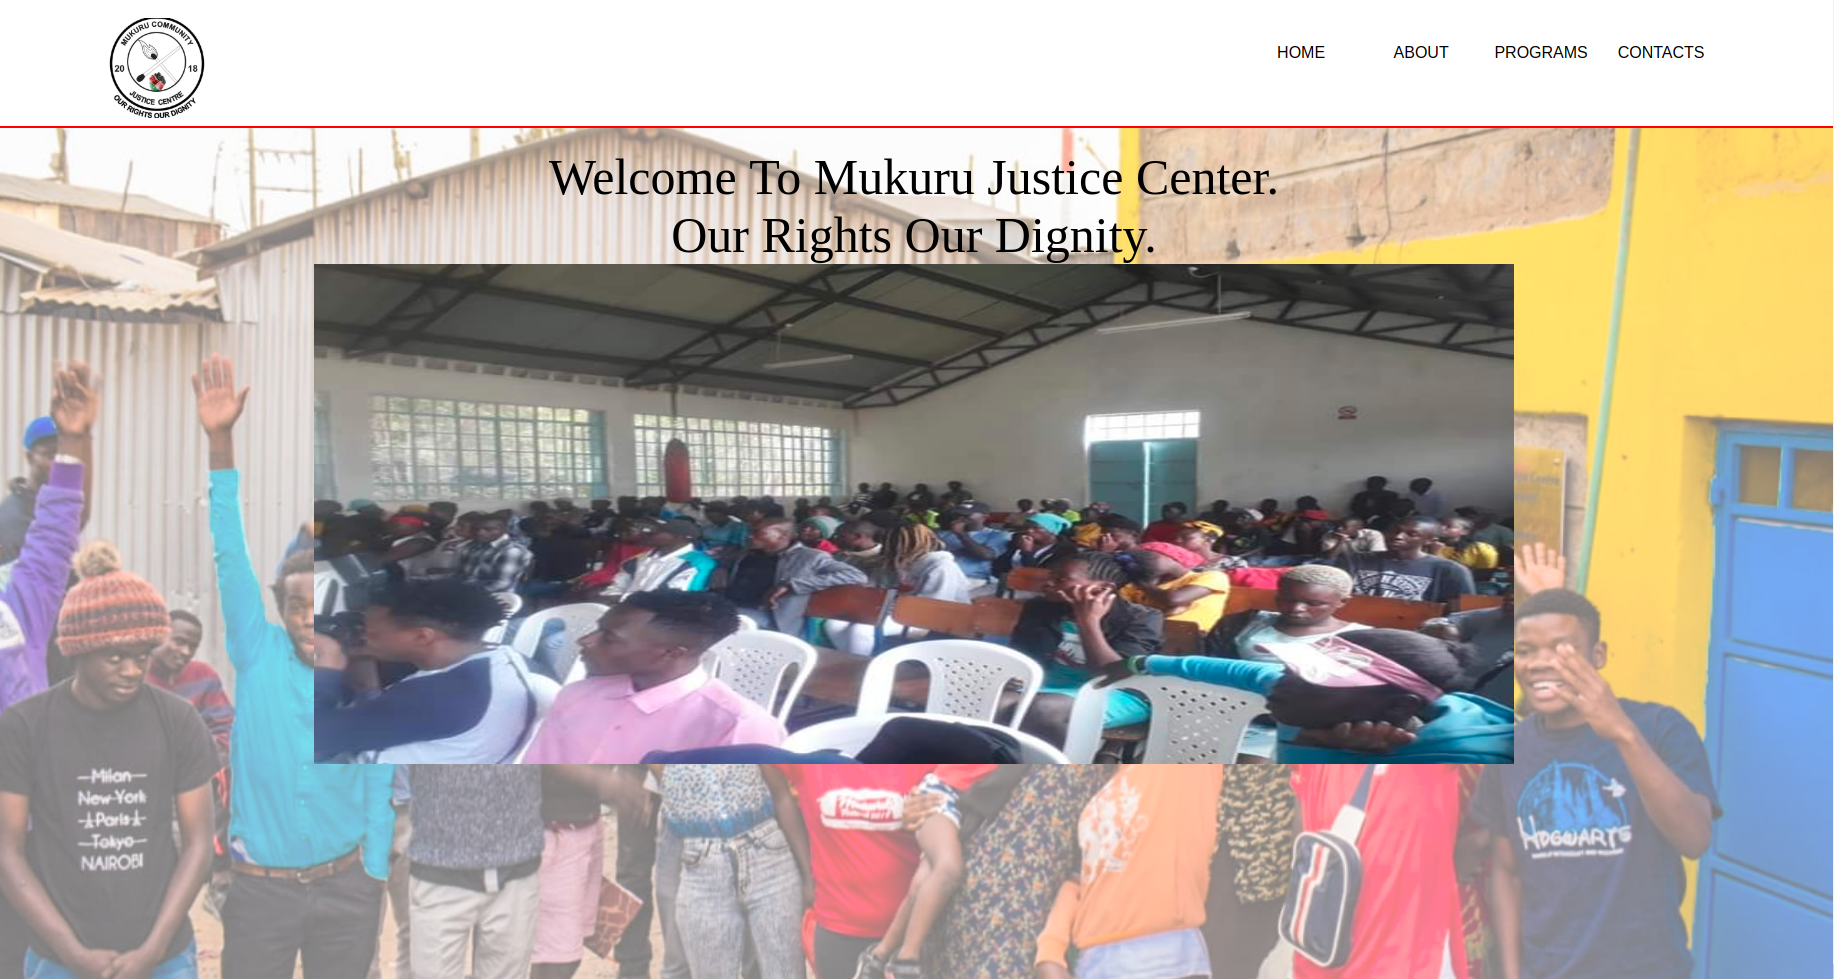 MUKURU COMMUNITY
20 18
JUSTICE CENTRE
OUR RIGHTS OUR DIGNITY
HOME ABOUT PROGRAMS CONTACTS
Welcome To Mukuru Justice Center.
Our Rights Our Dignity.
Milan
New York
Paris
Tokyo
NAIROBI
HOGWARTS